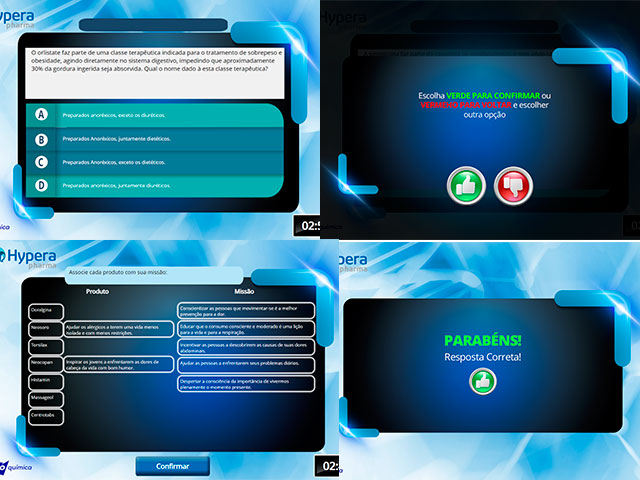 Hypera
pharma
O orlistate faz parte de uma classe terapêutica indicada para o tratamento de sobrepeso e
obesidade, agindo diretamente no sistema digestivo, impedindo que aproximadamente
30% da gordura ingerida seja absorvida. Qual o nome dado à esta classe terapêutica?
A Preparados anoréxicos, exceto os diuréticos.
B Preparados Anoréxicos, juntamente dietéticos.
C Preparados Anoréxicos, exceto os dietéticos.
D Preparados anoréxicos, juntamente diuréticos.
02:
Escolha VERDE PARA CONFIRMAR ou
e escolher
outra opção
Hypera
pharma
Associe cada produto com sua missão:
Produto
Missão
Doralgina
Neosoro
Torsilax
Neocopan
Histamin
Massageol
Centrotabs
Ajudar os alérgicos a terem uma vida menos
isolada e com menos restrições.
Inspirar os jovens a enfrentarem as dores de
cabeça da vida com bom humor.
Conscientizar as pessoas que movimentar-se é a melhor
prevenção para a dor.
Educar que o consumo consciente e moderado é uma lição
para a vida e para a respiração.
Incentivar as pessoas a descobrirem as causas de suas dores
abdominais.
Ajudar as pessoas a enfrentarem seus problemas diários.
Despertar a consciência da importância de vivermos
plenamente o momento presente.
química
Confirmar
02:
Hypera
pharma
PARABÉNS!
Resposta Correta!